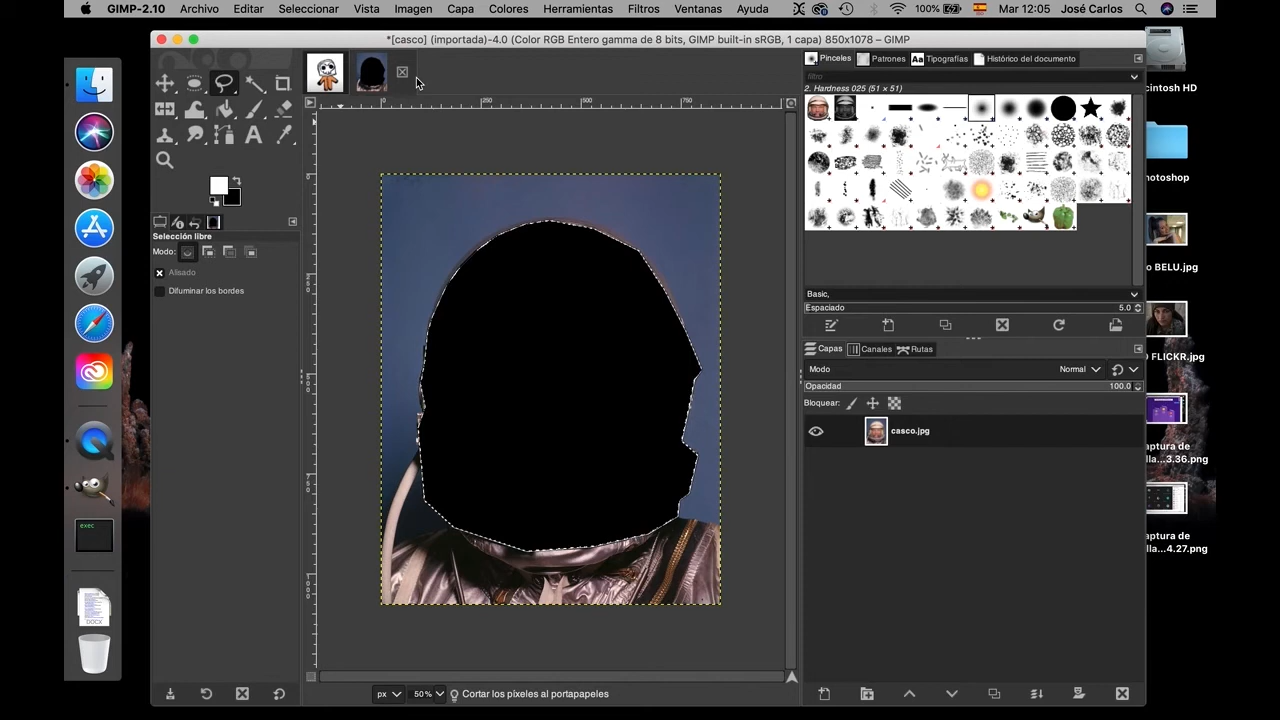 GIMP-2.10 Archivo Editar Seleccionar Vista Imagen Capa Colores Herramientas Filtros Ventanas Ayuda 100% Mar 12:05 José Carlos
*[casco] (importada)-4.0 (Color RGB Entero gamma de 8 bits, GIMP built-in sRGB, 1 capa) 850x1078 – GIMP
Pinceles Patrones Aa Tipografías Histórico del documento
filtro
2. Hardness 025 (51 × 51)
cintosh HD
0 250 500 750
hotoshop
Selección libre
Modo:
Alisado
Difuminar los bordes
o BELU.jpg
Basic,
Espaciado 5.0
Capas Canales Rutas
O FLICKR.jpg
Modo Normal
Opacidad 100.0
Bloquear:
casco.jpg
aptura de
lla...3.36.png
exec
aptura de
lla...4.27.png
DOCX
px 50% Cortar los píxeles al portapapeles